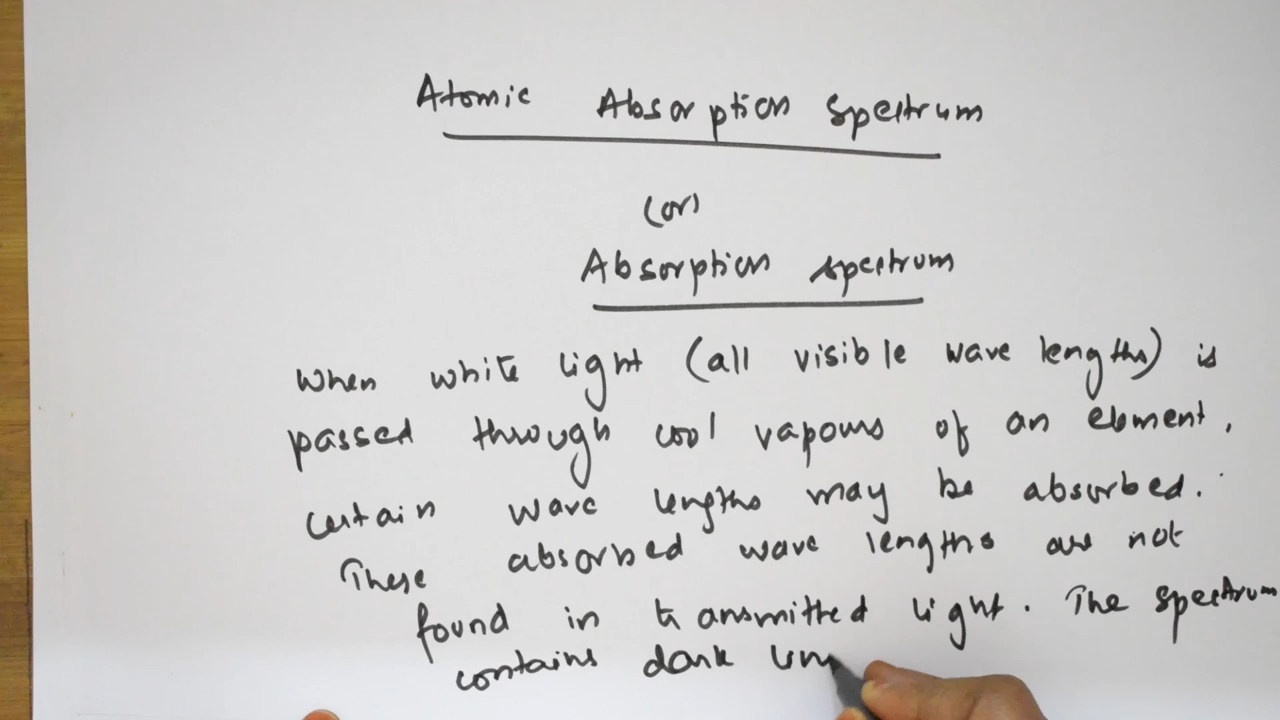 Atomic Absorption spectrum
(or)
Absorption spectrum
When white light (all visible wave lengths) is
passed through cool vapours of an element,
certain wave lengths may be absorbed.
These absorbed wave lengths are not
found in transmitted light. The spectrum
contains dark